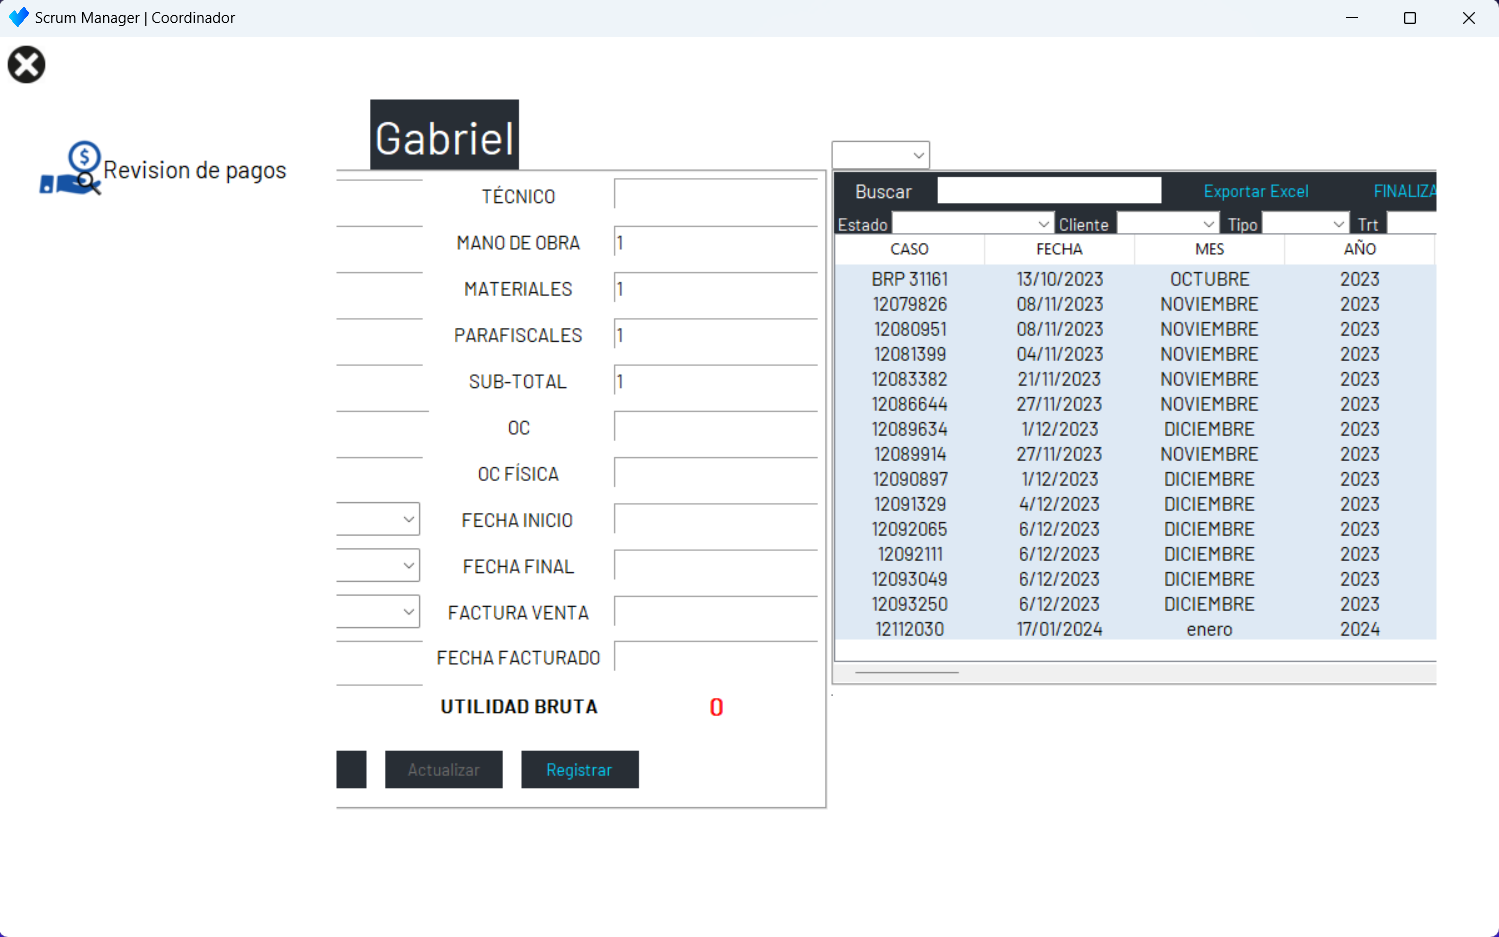 Scrum Manager | Coordinador
Gabriel
Revision de pagos
TÉCNICO
MANO DE OBRA 1
MATERIALES 1
PARAFISCALES 1
SUB-TOTAL 1
OC
OC FÍSICA
FECHA INICIO
FECHA FINAL
FACTURA VENTA
FECHA FACTURADO
UTILIDAD BRUTA 0
Actualizar Registrar
Buscar Exportar Excel FINALIZA
Estado Cliente Tipo Trt
CASO FECHA MES AÑO
BRP 31161 13/10/2023 OCTUBRE 2023
12079826 08/11/2023 NOVIEMBRE 2023
12080951 08/11/2023 NOVIEMBRE 2023
12081399 04/11/2023 NOVIEMBRE 2023
12083382 21/11/2023 NOVIEMBRE 2023
12086644 27/11/2023 NOVIEMBRE 2023
12089634 1/12/2023 DICIEMBRE 2023
12089914 27/11/2023 NOVIEMBRE 2023
12090897 1/12/2023 DICIEMBRE 2023
12091329 4/12/2023 DICIEMBRE 2023
12092065 6/12/2023 DICIEMBRE 2023
12092111 6/12/2023 DICIEMBRE 2023
12093049 6/12/2023 DICIEMBRE 2023
12093250 6/12/2023 DICIEMBRE 2023
12112030 17/01/2024 enero 2024